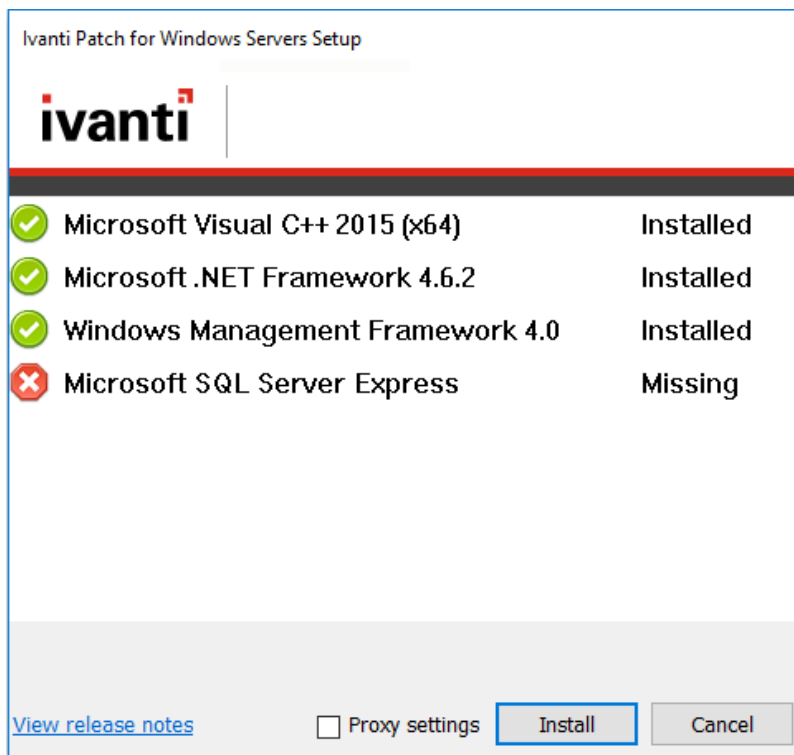 Ivanti Patch for Windows Servers Setup
ivanti
Microsoft Visual C++ 2015 (x64) Installed
Microsoft .NET Framework 4.6.2 Installed
Windows Management Framework 4.0 Installed
Microsoft SQL Server Express Missing
View release notes Proxy settings Install Cancel